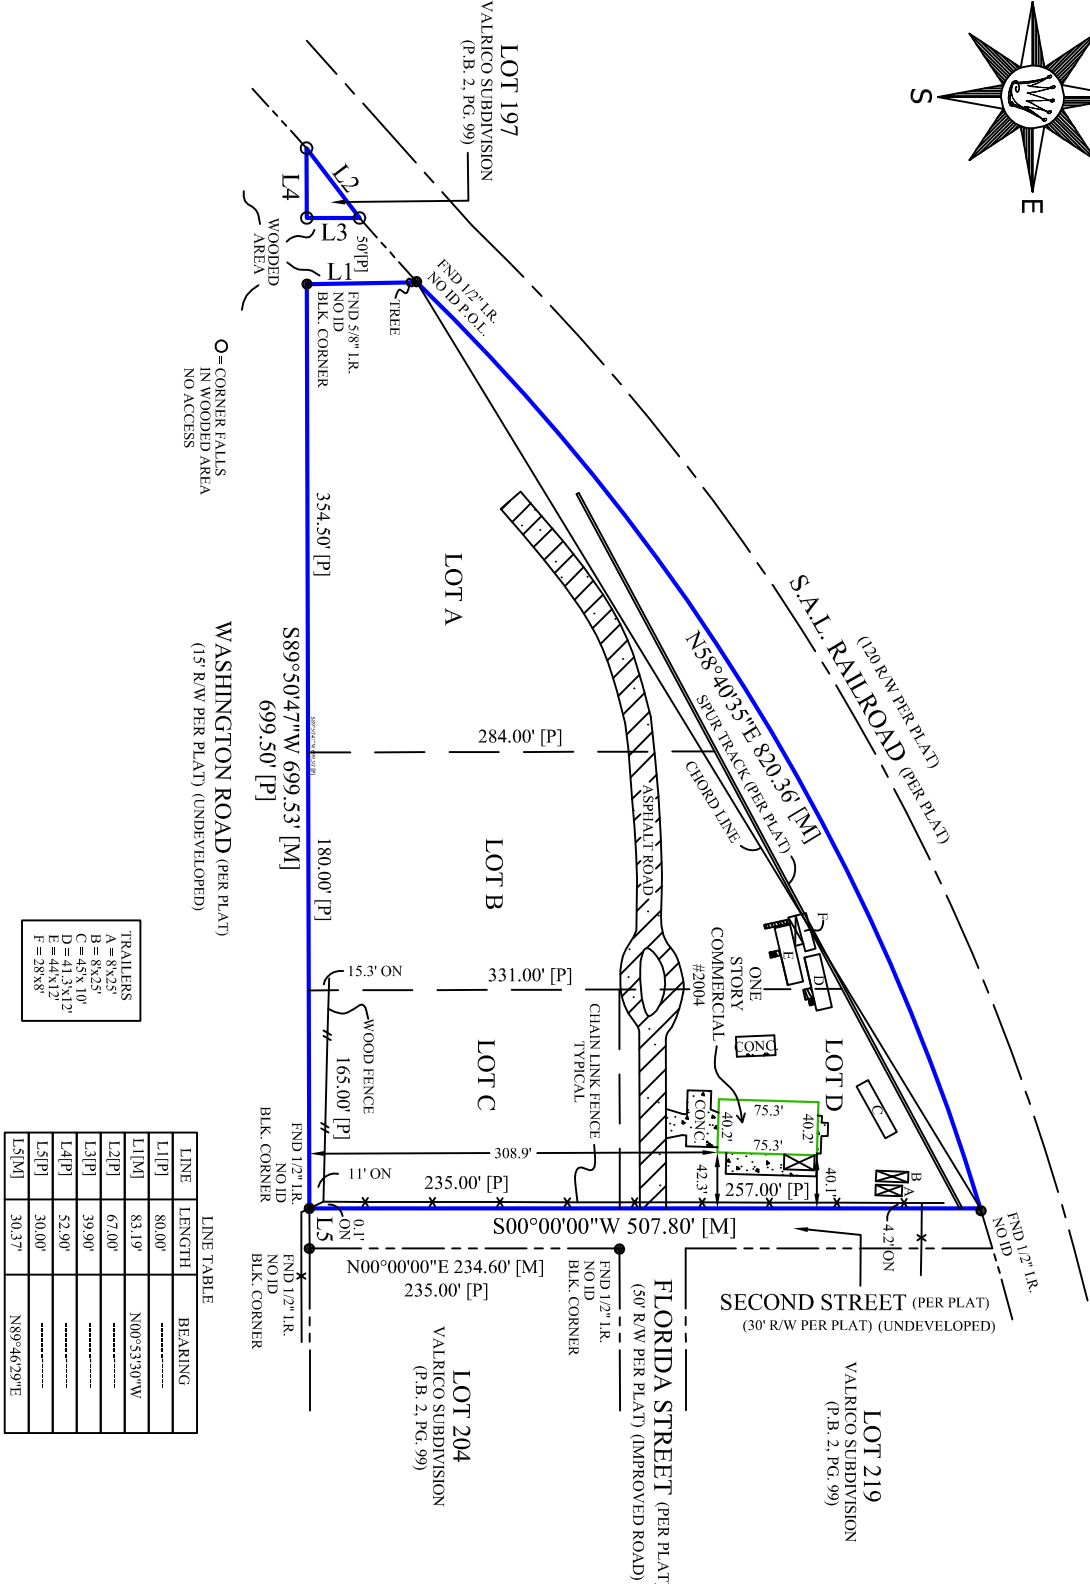 S
E
LOT 197
VALRICO SUBDIVISION
(P.B. 2, PG. 99)
L2
L4
L3
50'[P]
L1
WOODED
AREA
TREE
FND 1/2" I.R.
NO ID P.O.L.
FND 5/8" I.R.
NO ID
BLK. CORNER
O = CORNER FALLS
IN WOODED AREA
NO ACCESS
354.50' [P]
LOT A
S.A.L. RAILROAD (PER PLAT)
(120 R/W PER PLAT)
N58°40'35"E 820.36' [M]
SPUR TRACK (PER PLAT)
CHORD LINE
284.00' [P]
ASPHALT ROAD
S89°50'47"W 699.53' [M]
699.50' [P]
WASHINGTON ROAD (PER PLAT)
(15' R/W PER PLAT) (UNDEVELOPED)
180.00' [P]
LOT B
331.00' [P]
F
E
D
ONE
STORY
COMMERCIAL
#2004
CONC.
LOT D
C
15.3' ON
WOOD FENCE
165.00' [P]
LOT C
CHAIN LINK FENCE
TYPICAL
CONC.
75.3'
40.2'
40.2'
75.3'
308.9'
42.3'
40.1'
B
A
4.2' ON
11' ON
235.00' [P]
257.00' [P]
FND 1/2" I.R.
NO ID
BLK. CORNER
L5
0.1'
ON
S00°00'00"W 507.80' [M]
FND 1/2" I.R.
NO ID
N00°00'00"E 234.60' [M]
235.00' [P]
FND 1/2" I.R.
NO ID
BLK. CORNER
FND 1/2" I.R.
NO ID
BLK. CORNER
SECOND STREET (PER PLAT)
(30' R/W PER PLAT) (UNDEVELOPED)
FLORIDA STREET (PER PLAT)
(50' R/W PER PLAT) (IMPROVED ROAD)
LOT 204
VALRICO SUBDIVISION
(P.B. 2, PG. 99)
LOT 219
VALRICO SUBDIVISION
(P.B. 2, PG. 99)
TRAILERS
A = 8'x25'
B = 8'x25'
C = 45'x 10'
D = 41.3'x12'
E = 44'x12'
F = 28'x8'
LINE TABLE
LINE LENGTH BEARING
L1[P] 80.00' ----------------
L1[M] 83.19' N00°53'30"W
L2[P] 67.00' ----------------
L3[P] 39.90' ----------------
L4[P] 52.90' ----------------
L5[P] 30.00' ----------------
L5[M] 30.37' N89°46'29"E